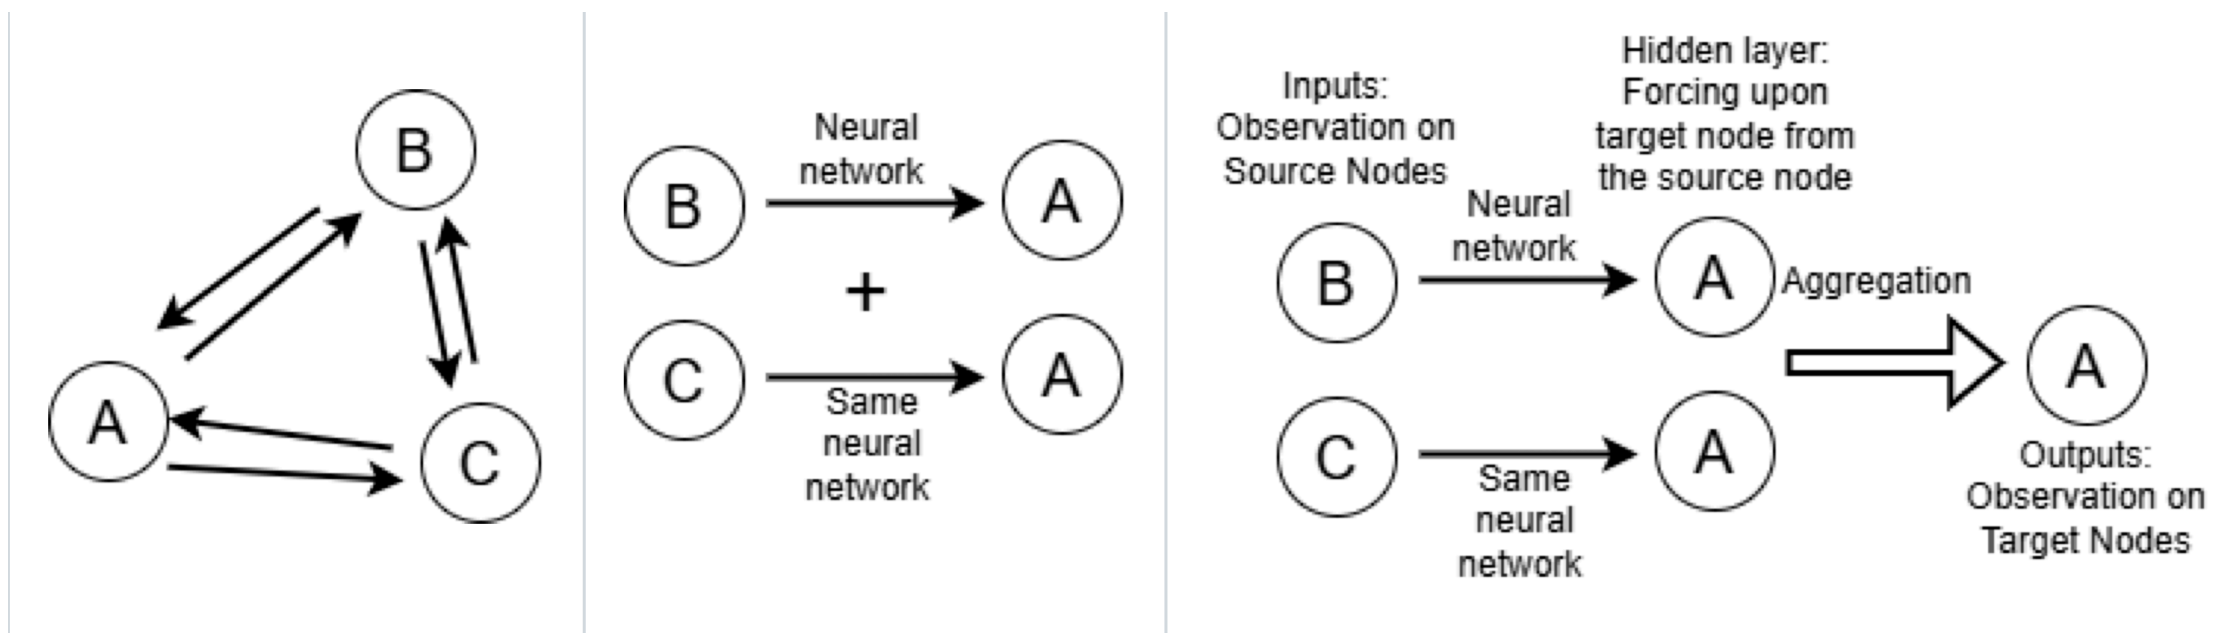 B
A
C
Neural
network
B
A
+
C
A
Same
neural
network
Inputs:
Observation on
Source Nodes
Hidden layer:
Forcing upon
target node from
the source node
Neural
network
B
A
Aggregation
A
C
A
Same
neural
network
Outputs:
Observation on
Target Nodes